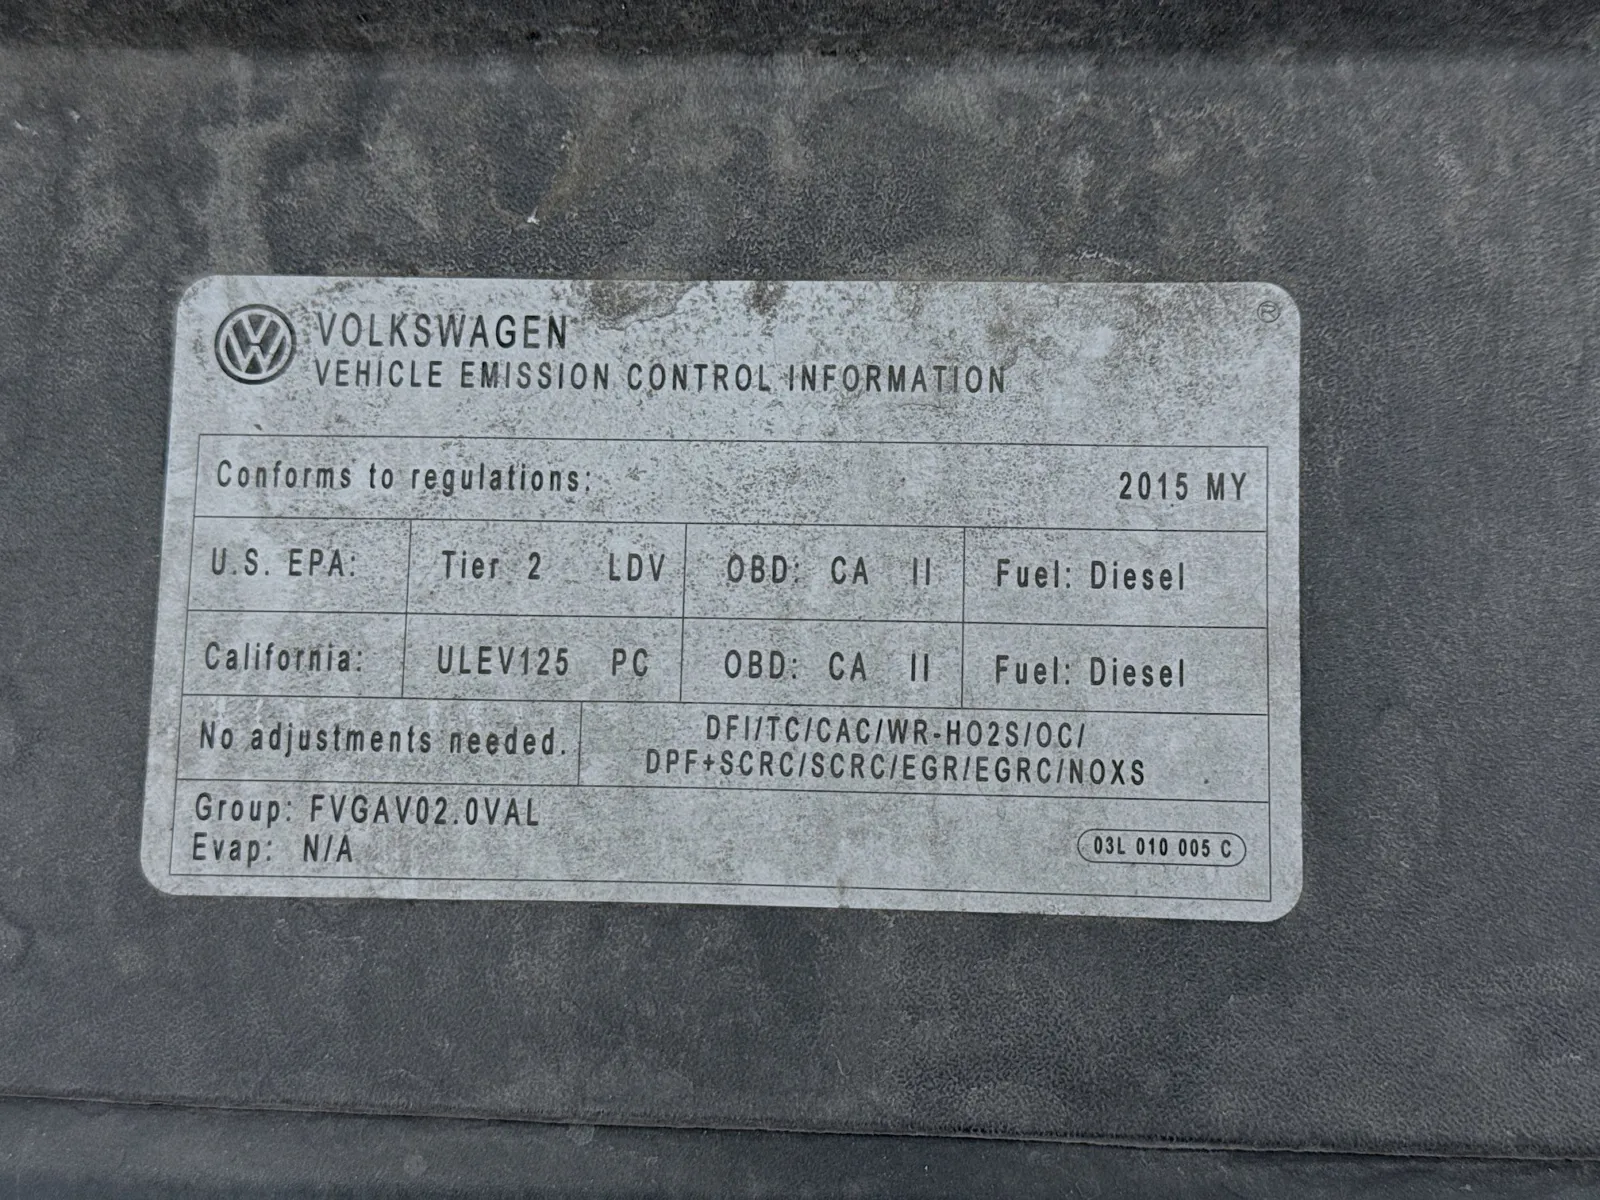 VOLKSWAGEN ®
VEHICLE EMISSION CONTROL INFORMATION
Conforms to regulations: 2015 MY
U.S. EPA: Tier 2 LDV OBD: CA II Fuel: Diesel
California: ULEV125 PC OBD: CA II Fuel: Diesel
No adjustments needed.
DFI/TC/CAC/WR-HO2S/OC/
DPF+SCRC/SCRC/EGR/EGRC/NOXS
Group: FVGAV02.0VAL
Evap: N/A
03L 010 005 C